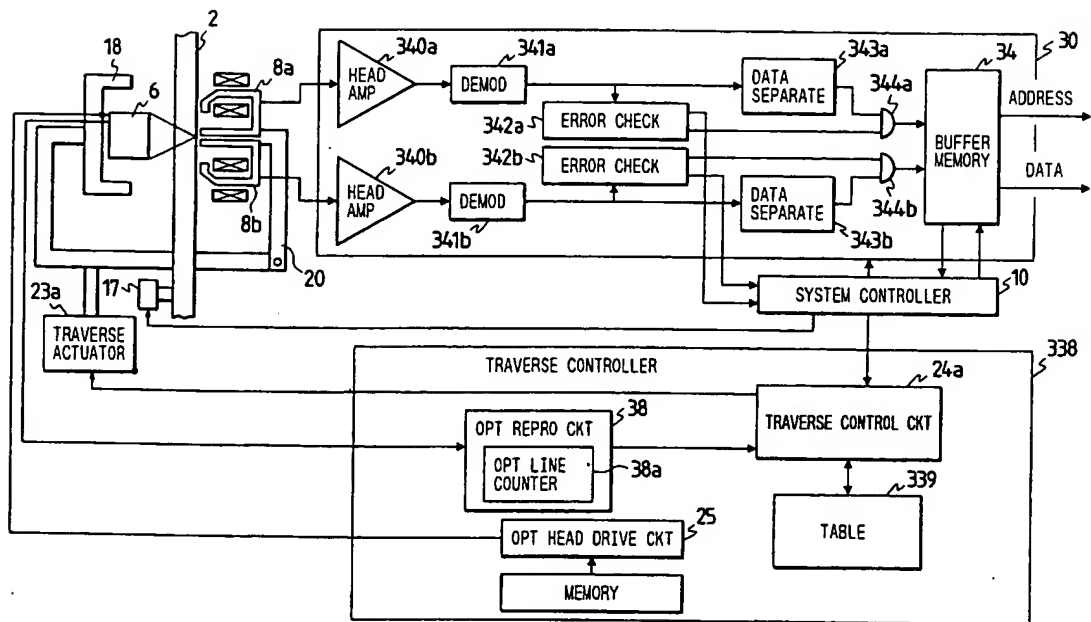 2
18
6
8a
340a
HEAD
AMP
341a
DEMOD
343a
DATA
SEPARATE
344a
34
30
ADDRESS
342a
ERROR CHECK
342b
ERROR CHECK
BUFFER
MEMORY
DATA
340b
HEAD
AMP
DEMOD
341b
DATA
SEPARATE
343b
344b
8b
20
17
10
SYSTEM CONTROLLER
23a
TRAVERSE
ACTUATOR
TRAVERSE CONTROLLER
338
24a
TRAVERSE CONTROL CKT
38
OPT REPRO CKT
OPT LINE
COUNTER
38a
339
TABLE
25
OPT HEAD DRIVE CKT
MEMORY